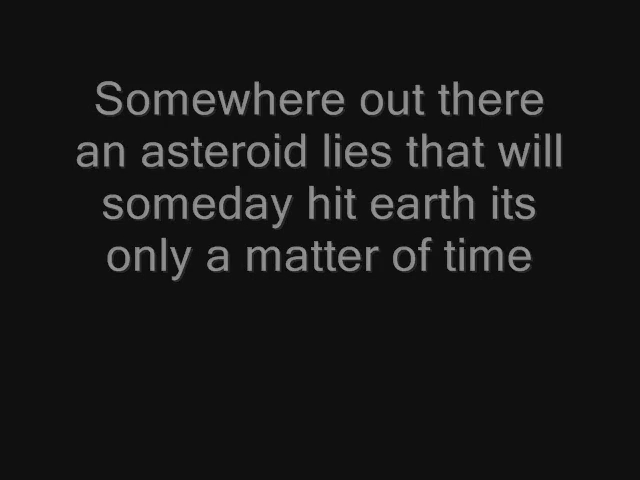 Somewhere out there
an asteroid lies that will
someday hit earth its
only a matter of time